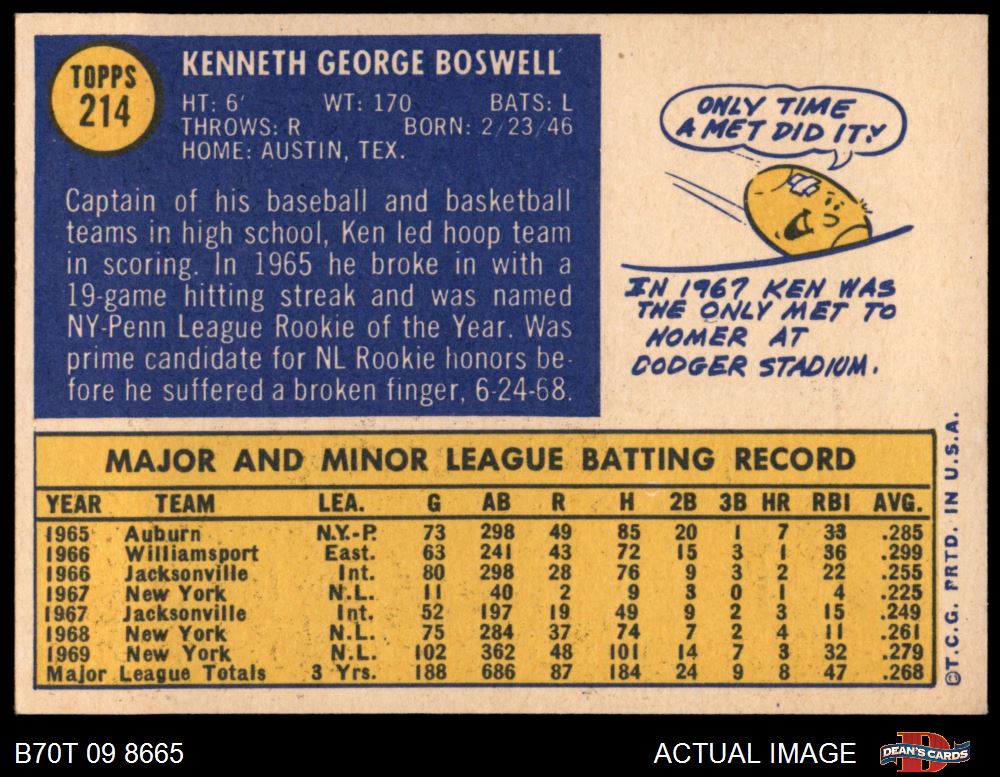 TOPPS
214
KENNETH GEORGE BOSWELL
HT: 6' WT: 170 BATS: L
THROWS: R BORN: 2/23/46
HOME: AUSTIN, TEX.
Captain of his baseball and basketball
teams in high school, Ken led hoop team
in scoring. In 1965 he broke in with a
19-game hitting streak and was named
NY-Penn League Rookie of the Year. Was
prime candidate for NL Rookie honors be-
fore he suffered a broken finger, 6-24-68.
ONLY TIME
A MET DID IT!
IN 1967 KEN WAS
THE ONLY MET TO
HOMER AT
DODGER STADIUM.
MAJOR AND MINOR LEAGUE BATTING RECORD
YEAR TEAM LEA. G AB R H 2B 3B HR RBI AVG.
1965 Auburn N.Y.-P. 73 298 49 85 20 1 7 33 .285
1966 Williamsport East. 63 241 43 72 15 3 1 36 .299
1966 Jacksonville Int. 80 298 28 76 9 3 2 22 .255
1967 New York N.L. 11 40 2 9 3 0 1 4 .225
1967 Jacksonville Int. 52 197 19 49 9 2 3 15 .249
1968 New York N.L. 75 284 37 74 7 2 4 11 .261
1969 New York N.L. 102 362 48 101 14 7 3 32 .279
Major League Totals 3 Yrs. 188 686 87 184 24 9 8 47 .268
©T.C.G. PRTD. IN U.S.A.
B70T 09 8665
ACTUAL IMAGE
DEAN'S CARDS